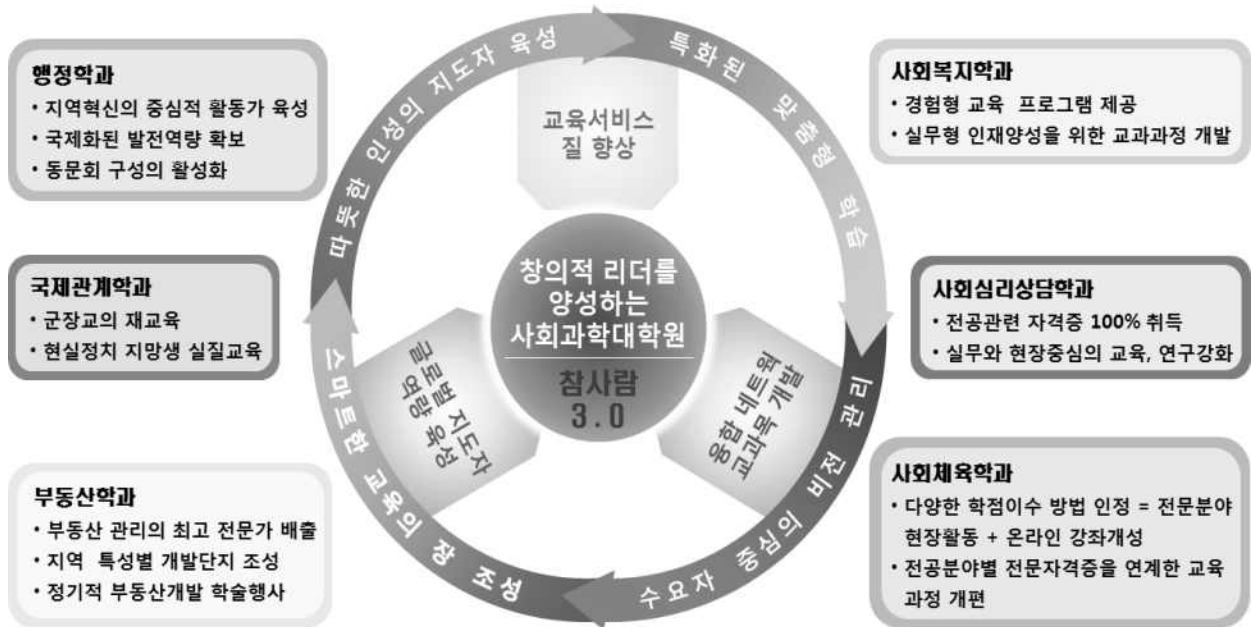 행정학과
• 지역혁신의 중심적 활동가 육성
• 국제화된 발전역량 확보
• 동문회 구성의 활성화
국제관계학과
• 군장교의 재교육
• 현실정치 지망생 실질교육
부동산학과
• 부동산 관리의 최고 전문가 배출
• 지역 특성별 개발단지 조성
• 정기적 부동산개발 학술행사
따뜻한 인성의 지도자 육성
특화된 맞춤형 학습
수요자 중심의 비전 관리
스마트한 교육의 장 조성
교육서비스
질 향상
창의적 리더를
양성하는
사회과학대학원
참사람
3.0
글로벌 지도자
역량 육성
융합 네트웍
교과목 개발
사회복지학과
• 경험형 교육 프로그램 제공
• 실무형 인재양성을 위한 교과과정 개발
사회심리상담학과
• 전공관련 자격증 100% 취득
• 실무와 현장중심의 교육, 연구강화
사회체육학과
• 다양한 학점이수 방법 인정 = 전문분야
현장활동 + 온라인 강좌개성
• 전공분야별 전문자격증을 연계한 교육
과정 개편